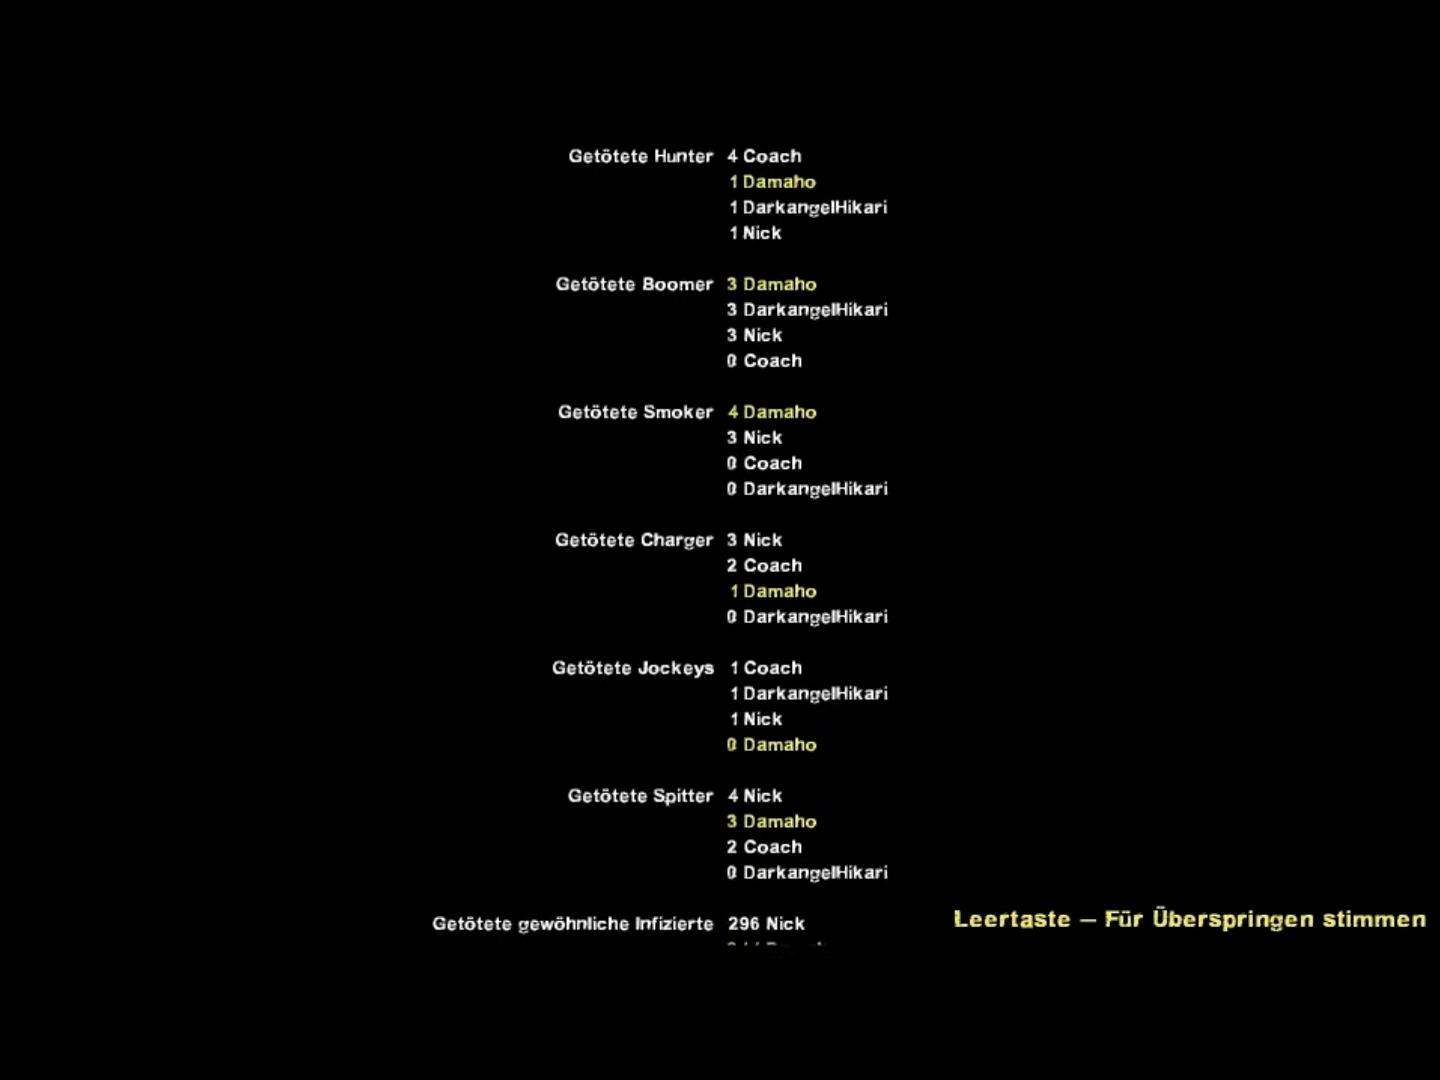 Getötete Hunter 4 Coach
1 Damaho
1 DarkangelHikari
1 Nick
Getötete Boomer 3 Damaho
3 DarkangelHikari
3 Nick
0 Coach
Getötete Smoker 4 Damaho
3 Nick
0 Coach
0 DarkangelHikari
Getötete Charger 3 Nick
2 Coach
1 Damaho
0 DarkangelHikari
Getötete Jockeys 1 Coach
1 DarkangelHikari
1 Nick
0 Damaho
Getötete Spitter 4 Nick
3 Damaho
2 Coach
0 DarkangelHikari
Getötete gewöhnliche Infizierte 296 Nick
Leertaste – Für Überspringen stimmen